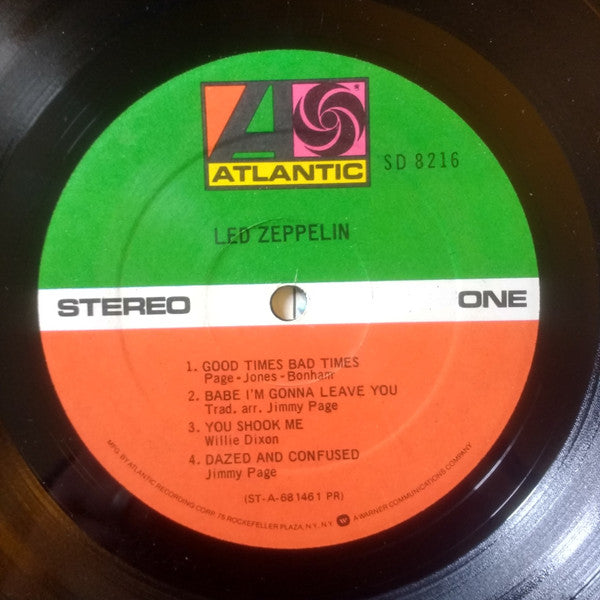 ATLANTIC
SD 8216
LED ZEPPELIN
STEREO
ONE
1. GOOD TIMES BAD TIMES
Page - Jones - Bonham
2. BABE I'M GONNA LEAVE YOU
Trad. arr. Jimmy Page
3. YOU SHOOK ME
Willie Dixon
4. DAZED AND CONFUSED
Jimmy Page
(ST-A-681461 PR)
MFG. BY ATLANTIC RECORDING CORP. 75 ROCKEFELLER PLAZA, N.Y., N.Y. W A WARNER COMMUNICATIONS COMPANY